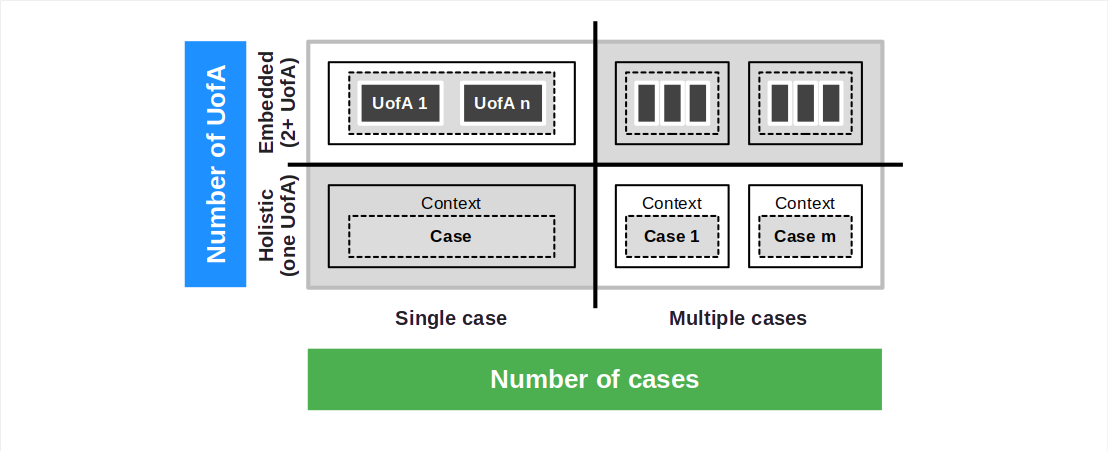 Number of UofA
Embedded
(2+ UofA)
UofA 1
UofA n
Holistic
(one UofA)
Context
Case
Context
Case 1
Context
Case m
Single case
Multiple cases
Number of cases